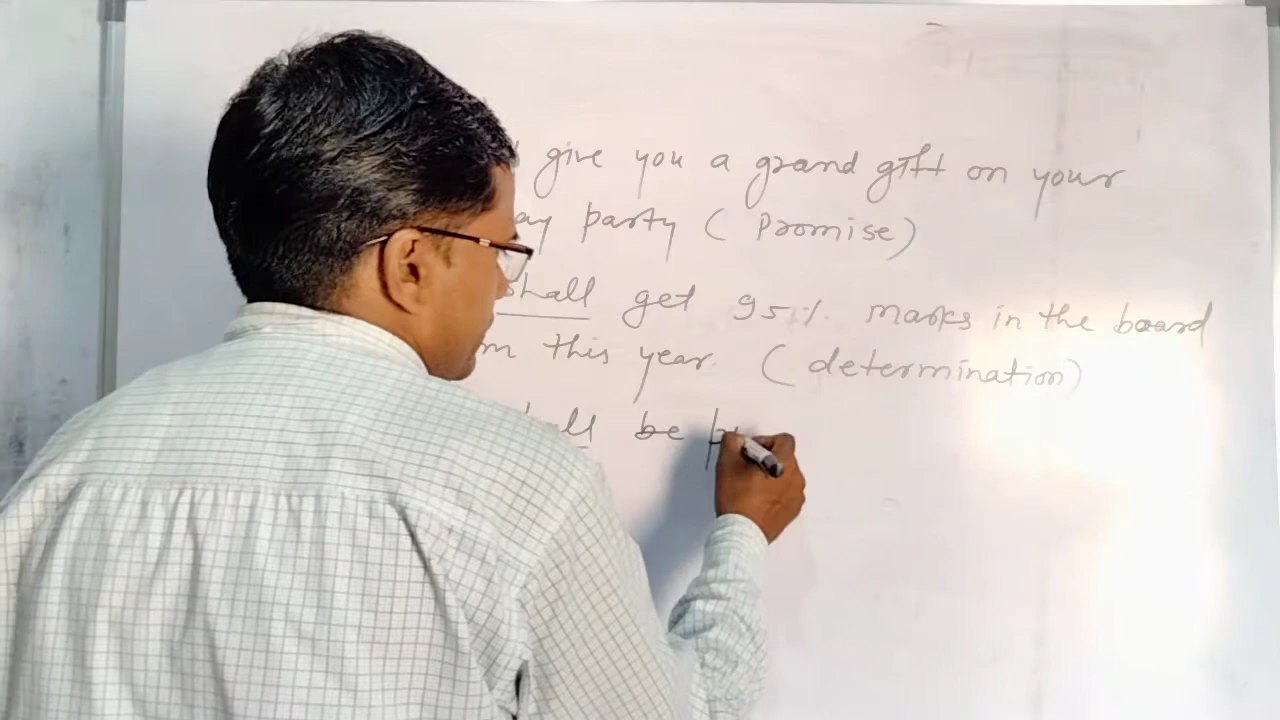 give you a grand gift on your
party ( Promise)
shall get 95% marks in the board
this year. ( determination)
be